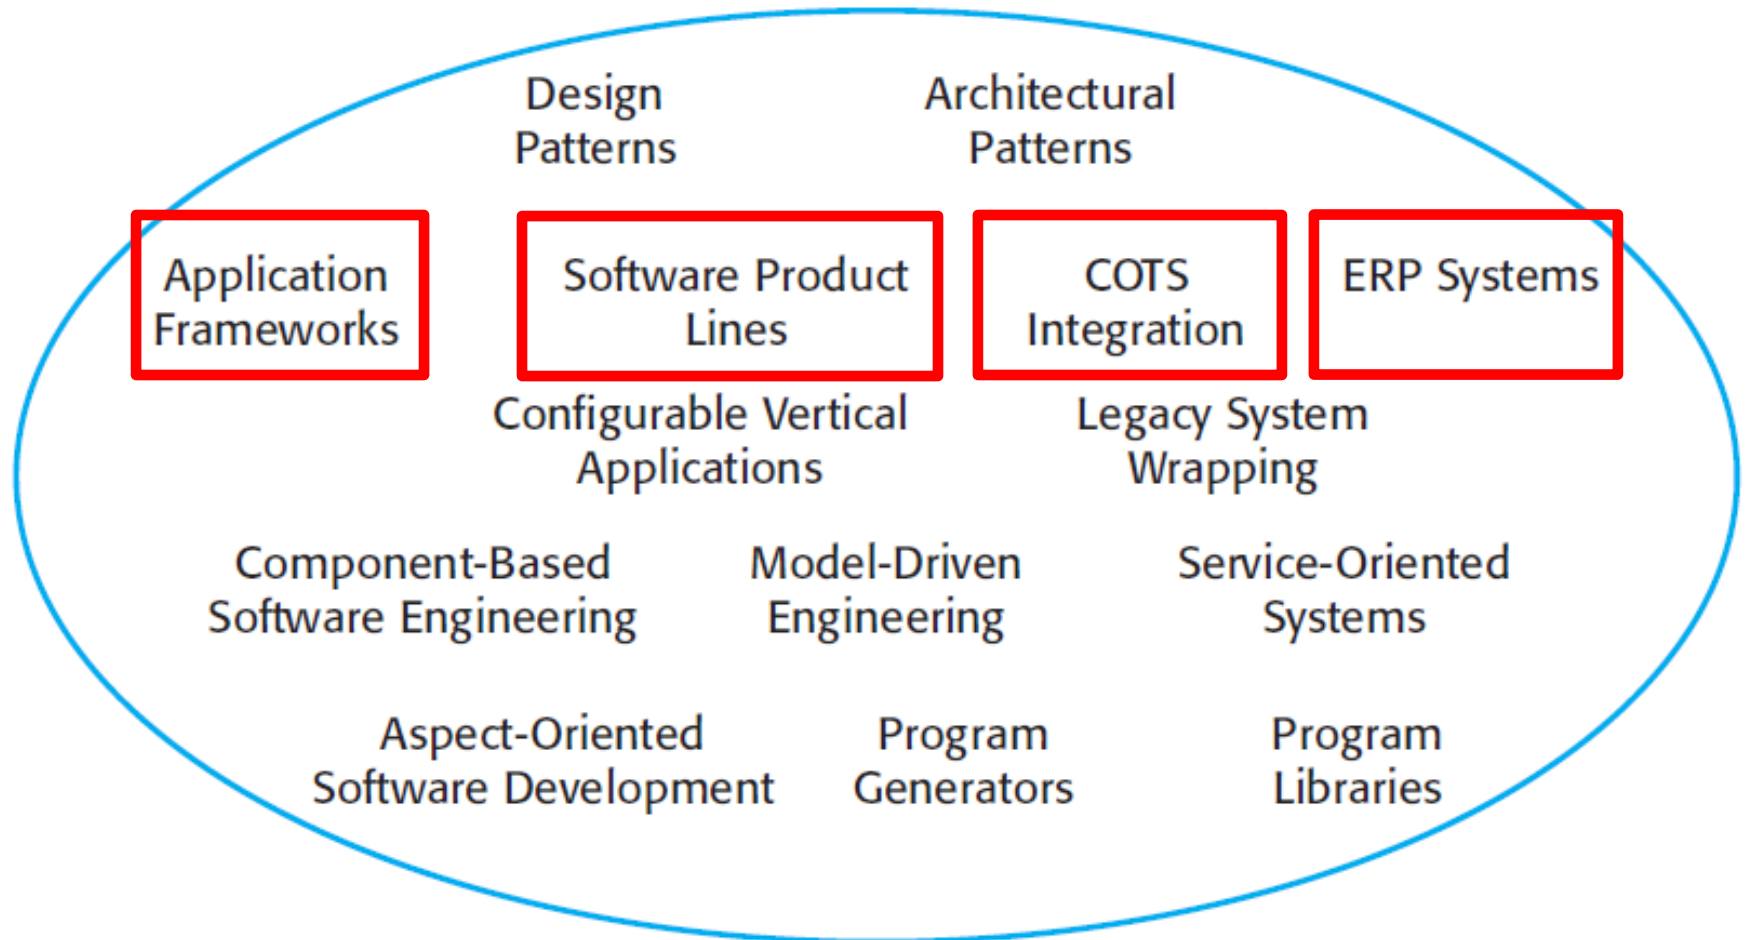 Design
Patterns
Architectural
Patterns
Application
Frameworks
Software Product
Lines
COTS
Integration
ERP Systems
Configurable Vertical
Applications
Legacy System
Wrapping
Component-Based
Software Engineering
Model-Driven
Engineering
Service-Oriented
Systems
Aspect-Oriented
Software Development
Program
Generators
Program
Libraries